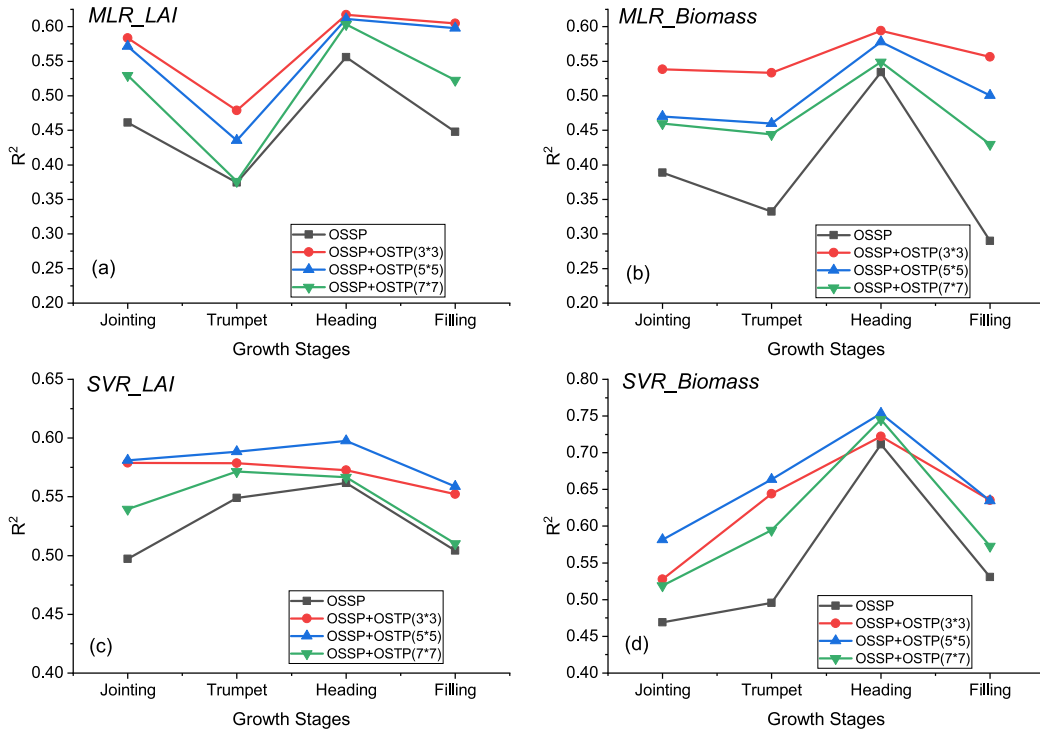 MLR_LAI
R²
0.60
0.55
0.50
0.45
0.40
0.35
0.30
0.25
0.20
(a)
OSSP
OSSP+OSTP(3*3)
OSSP+OSTP(5*5)
OSSP+OSTP(7*7)
Jointing Trumpet Heading Filling
Growth Stages
MLR_Biomass
R²
0.60
0.55
0.50
0.45
0.40
0.35
0.30
0.25
0.20
(b)
OSSP
OSSP+OSTP(3*3)
OSSP+OSTP(5*5)
OSSP+OSTP(7*7)
Jointing Trumpet Heading Filling
Growth Stages
SVR_LAI
R²
0.65
0.60
0.55
0.50
0.45
0.40
(c)
OSSP
OSSP+OSTP(3*3)
OSSP+OSTP(5*5)
OSSP+OSTP(7*7)
Jointing Trumpet Heading Filling
Growth Stages
SVR_Biomass
R²
0.80
0.75
0.70
0.65
0.60
0.55
0.50
0.45
0.40
(d)
OSSP
OSSP+OSTP(3*3)
OSSP+OSTP(5*5)
OSSP+OSTP(7*7)
Jointing Trumpet Heading Filling
Growth Stages